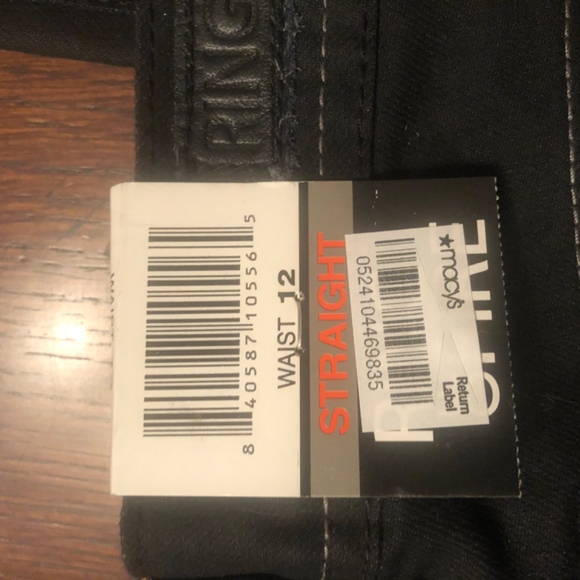 RING
STRAIGHT
WAIST 12
8 40587 10556 5
★macy's
Return
Label
0524104469835